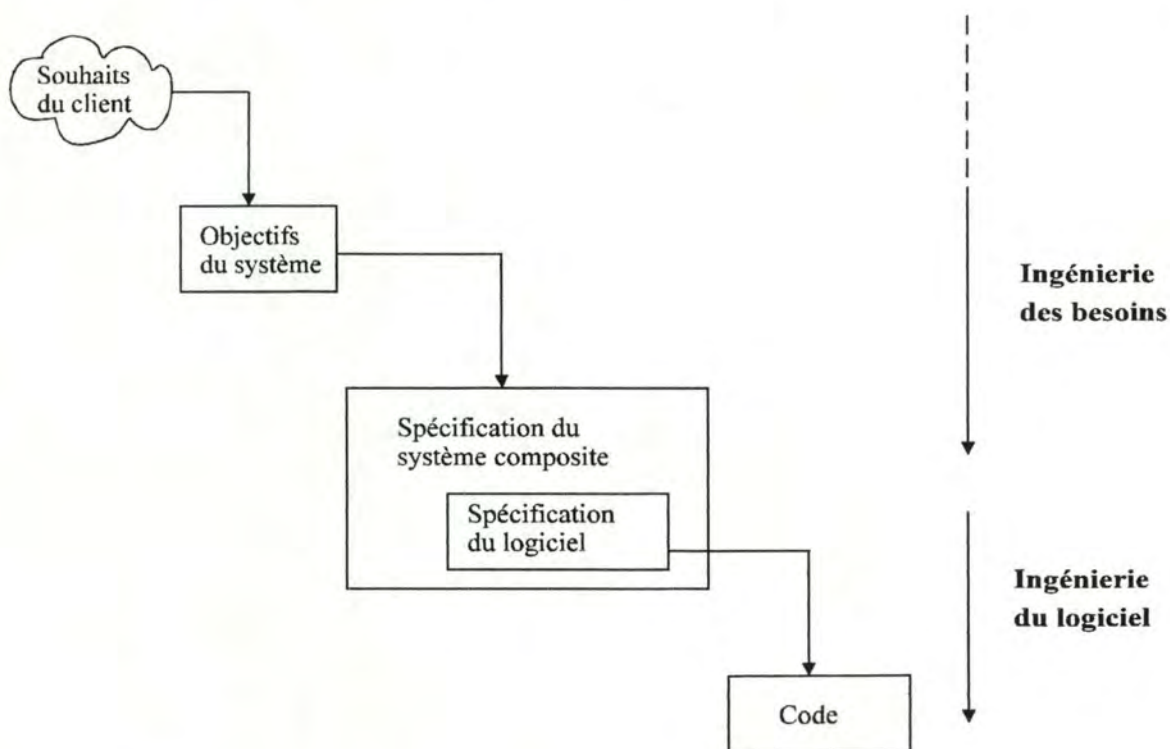 Souhaits
du client
Objectifs
du système
Ingénierie
des besoins
Spécification du
système composite
Spécification
du logiciel
Ingénierie
du logiciel
Code